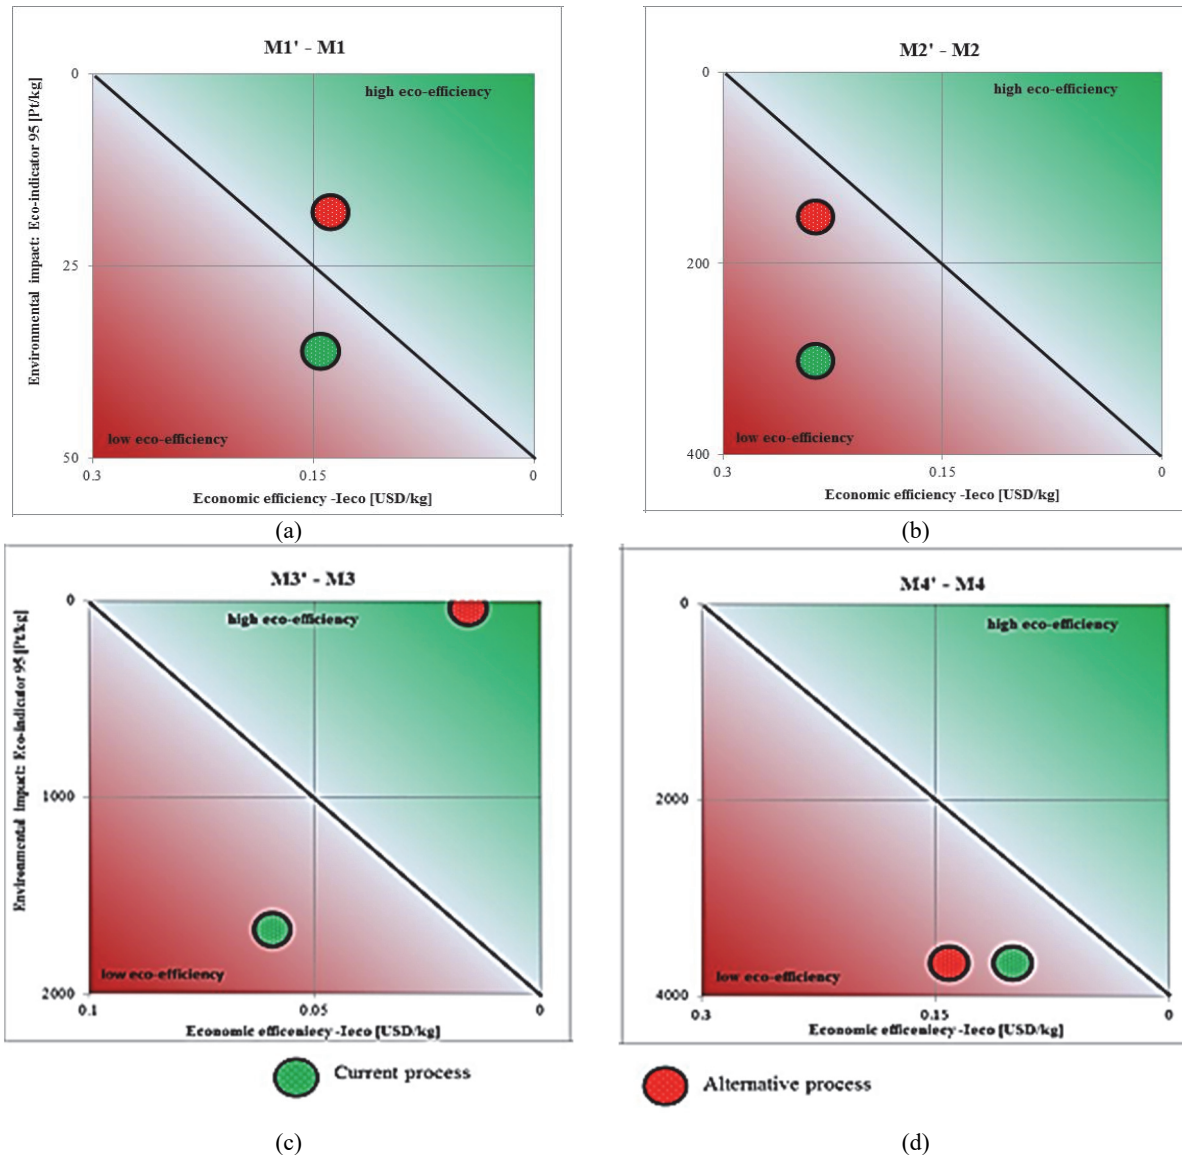 M1' - M1
Environmental impact: Eco-indicator 95 [Pt/kg]
0
25
50
high eco-efficiency
low eco-efficiency
0.3
0.15
0
Economic efficiency -Ieco [USD/kg]
(a)
M2' - M2
0
200
400
high eco-efficiency
low eco-efficiency
0.3
0.15
0
Economic efficiency -Ieco [USD/kg]
(b)
M3' - M3
Environmental Impact: Eco-indicator 95 [Pt/kg]
0
1000
2000
high eco-efficiency
low eco-efficiency
0.1
0.05
0
Economic efficeniecy -Ieco [USD/kg]
M4' - M4
0
2000
4000
high eco-efficiency
low eco-efficiency
0.3
0.15
0
Economic efficeniecy -Ieco [USD/kg]
Current process
Alternative process
(c)
(d)